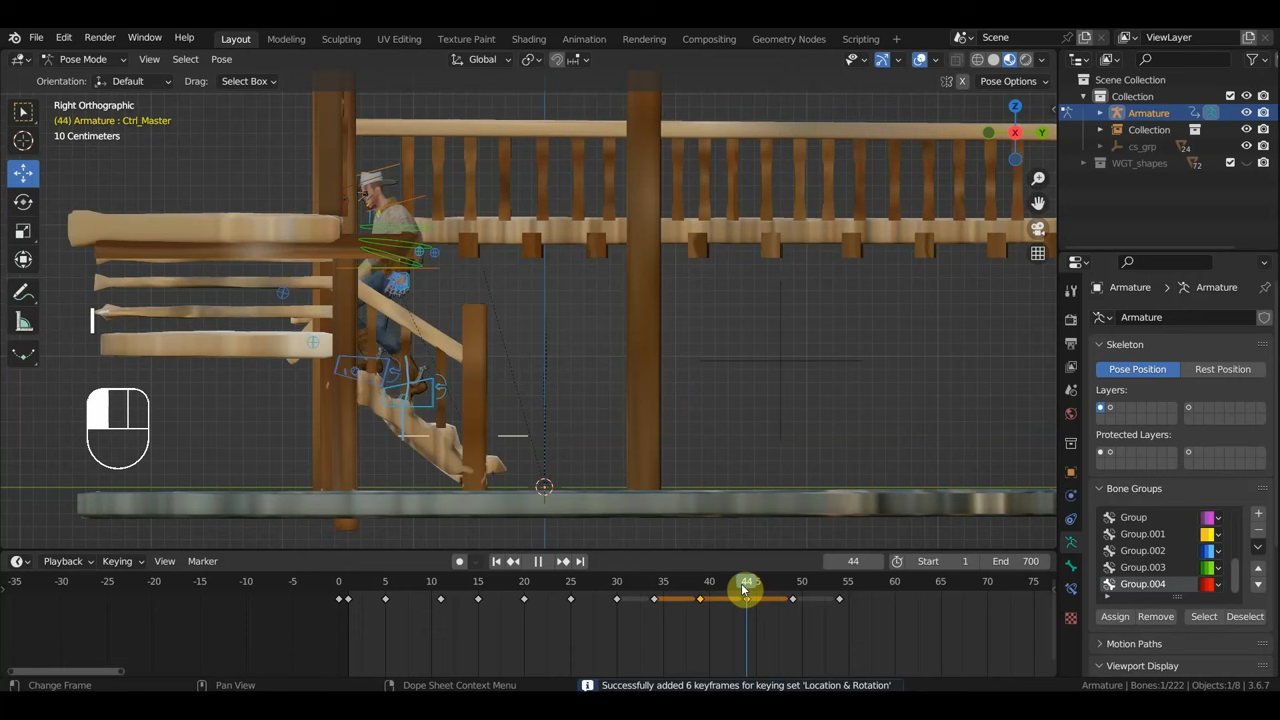 File Edit Render Window Help Layout Modeling Sculpting UV Editing Texture Paint Shading Animation Rendering Compositing Geometry Nodes Scripting + Scene ViewLayer
Pose Mode View Select Pose Global Pose Options
Orientation: Default Drag: Select Box X
Right Orthographic
(44) Armature : Ctrl_Master
10 Centimeters
Z
X
Y
Scene Collection
Collection
Armature
Collection
cs_grp 24
WGT_shapes 72
Armature Armature
Armature
Skeleton
Pose Position Rest Position
Layers:
Protected Layers:
Bone Groups
Group
Group.001
Group.002
Group.003
Group.004
Assign Remove Select Deselect
Motion Paths
Viewport Display
Playback Keying View Marker 44 Start 1 End 700
-35 -30 -25 -20 -15 -10 -5 0 5 10 15 20 25 30 35 40 44 45 50 55 60 65 70 75
Change Frame Pan View Dope Sheet Context Menu Successfully added 6 keyframes for keying set 'Location & Rotation' Armature | Bones:1/222 | Objects:1/8 | 3.6.7